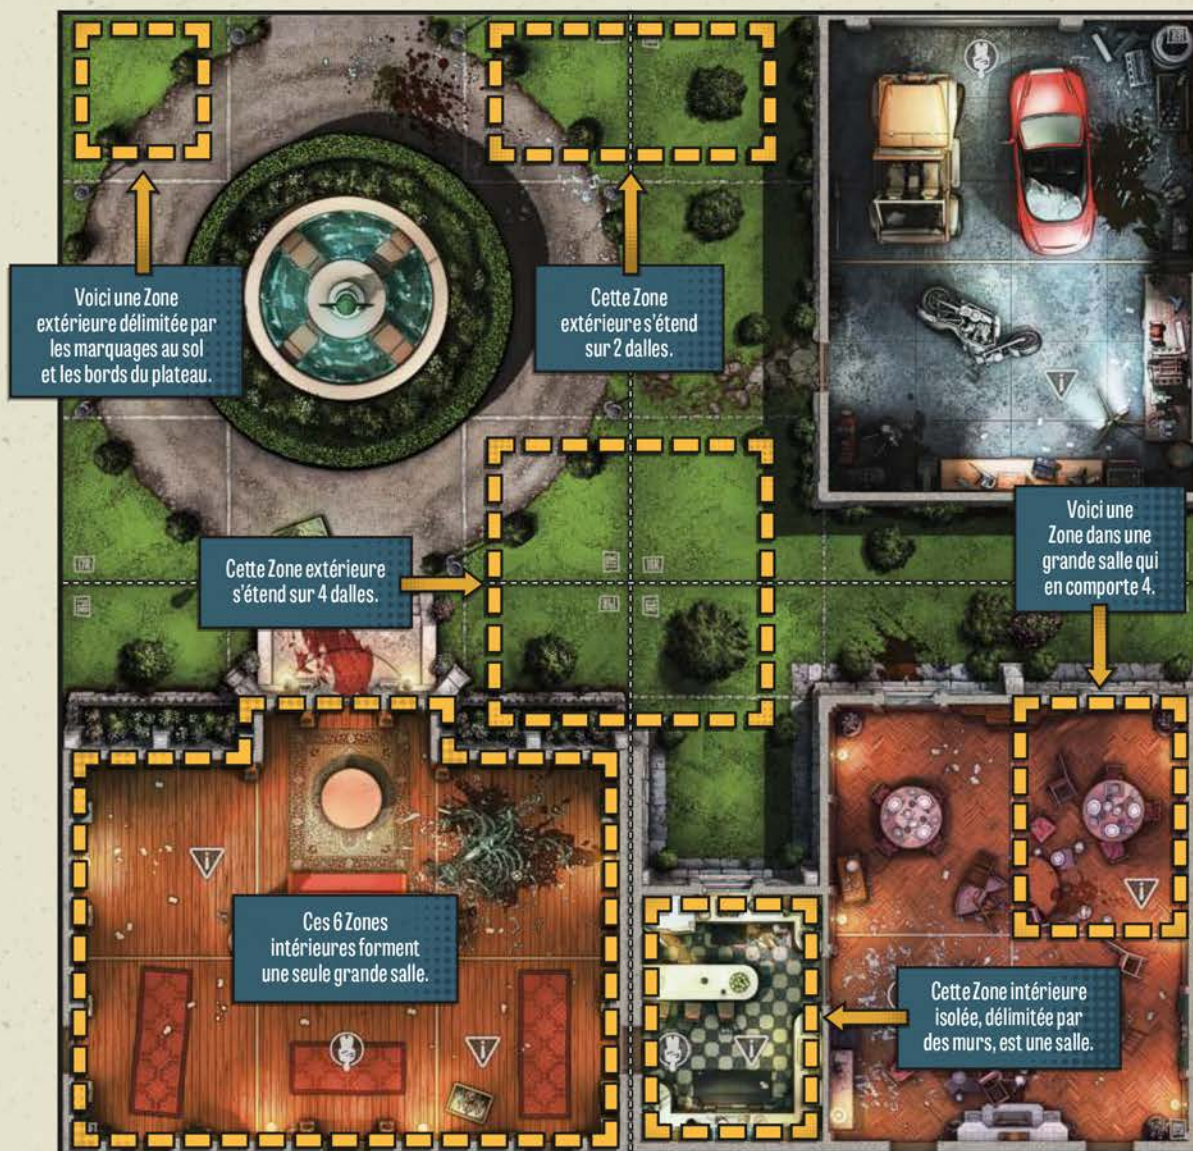 Voici une Zone
extérieure délimitée par
les marquages au sol
et les bords du plateau.
Cette Zone
extérieure s'étend
sur 2 dalles.
Cette Zone extérieure
s'étend sur 4 dalles.
Voici une
Zone dans une
grande salle qui
en comporte 4.
Ces 6 Zones
intérieures forment
une seule grande salle.
Cette Zone intérieure
isolée, délimitée par
des murs, est une salle.